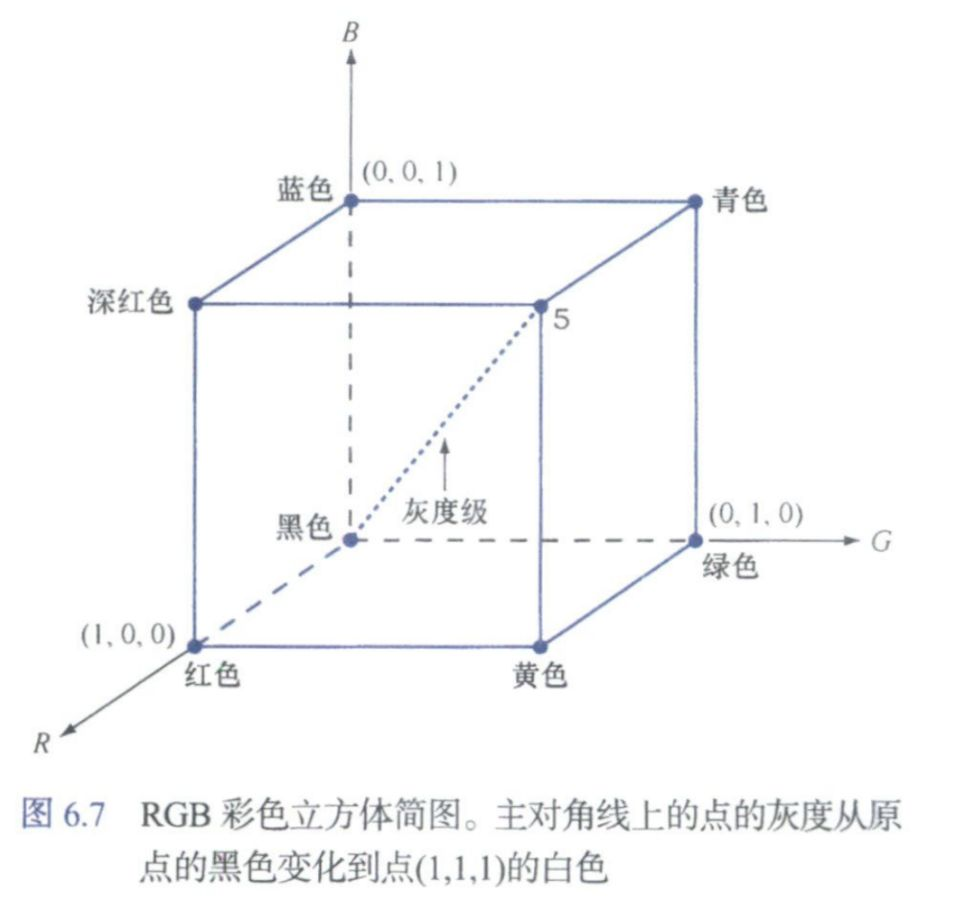 B
(0, 0, 1)
蓝色
青色
深红色
5
灰度级
黑色
(0, 1, 0)
G
绿色
(1, 0, 0)
红色
黄色
R
图 6.7 RGB 彩色立方体简图。主对角线上的点的灰度从原
点的黑色变化到点(1,1,1)的白色